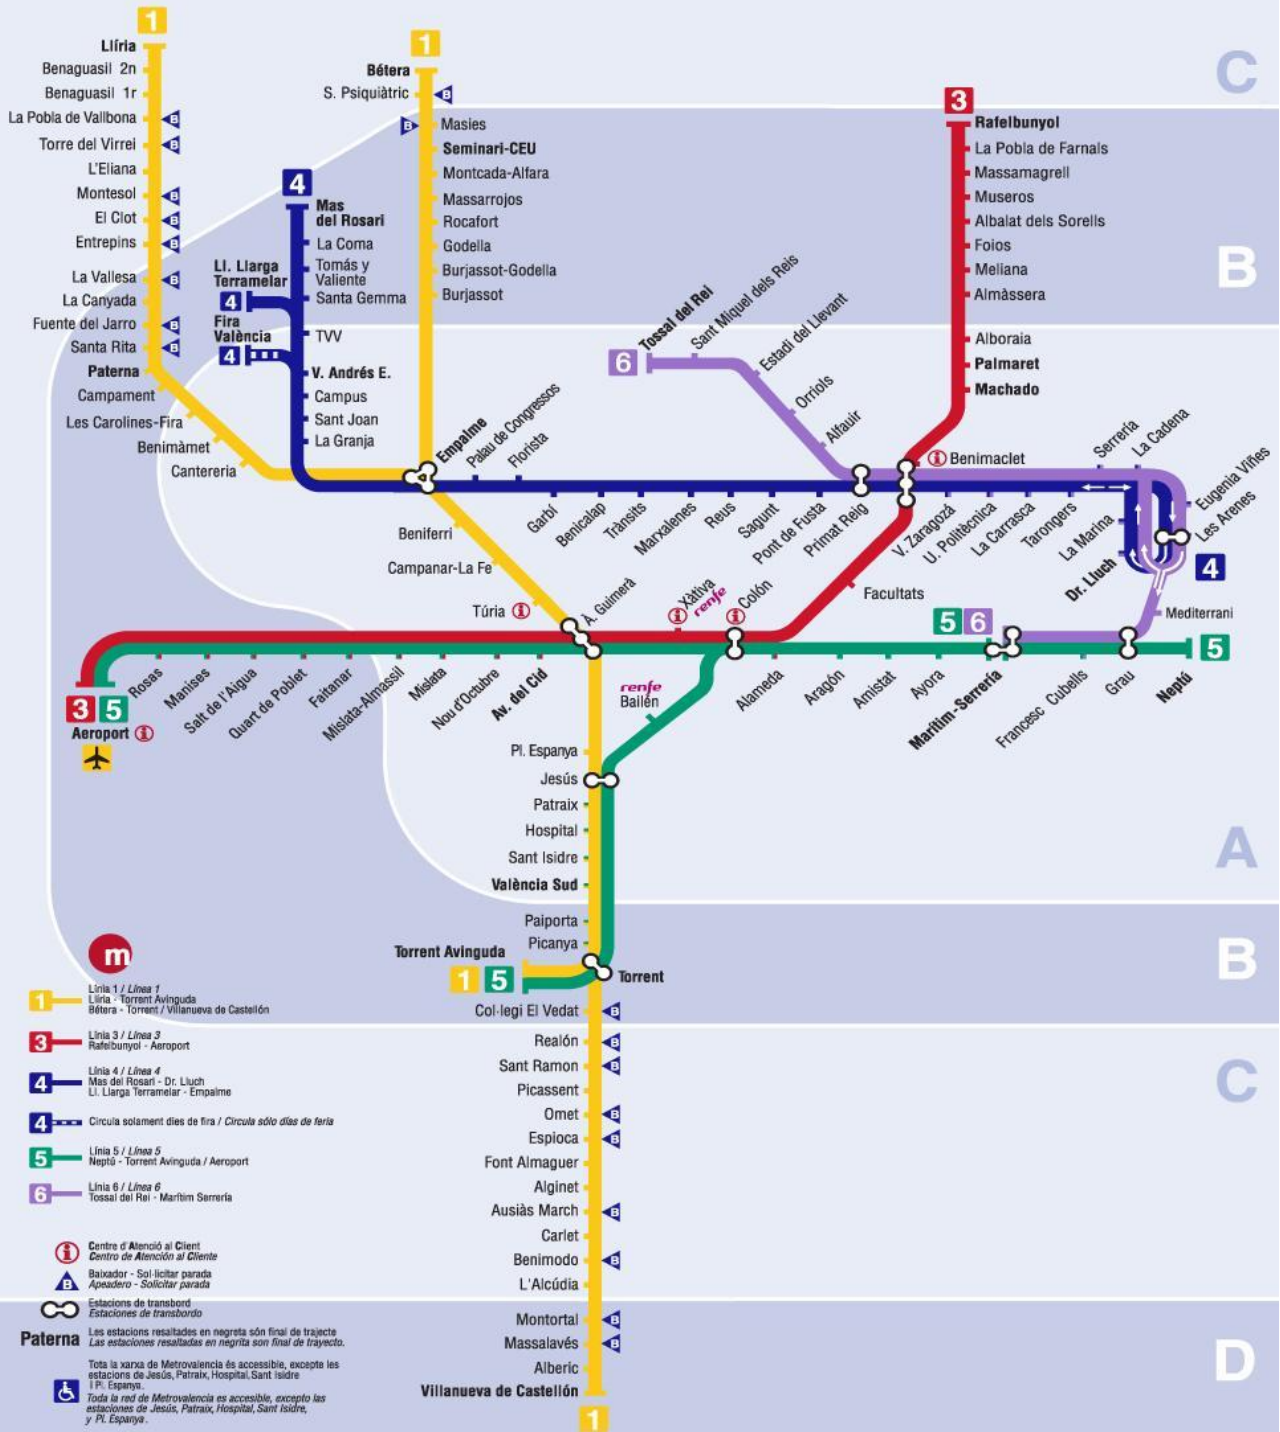 1
Llíria
Benaguasil 2n
Benaguasil 1r
La Pobla de Vallbona
B
Torre del Virrei
B
L'Eliana
Montesol
B
El Clot
B
Entrepins
B
La Vallesa
B
La Canyada
Fuente del Jarro
B
Santa Rita
B
Paterna
Campament
Les Carolines-Fira
Benimàmet
Cantereria
4
Mas
del Rosari
La Coma
Tomás y
Valiente
Santa Gemma
Ll. Llarga
Terramelar
4
Fira
València
4
TVV
V. Andrés E.
Campus
Sant Joan
La Granja
1
Bétera
S. Psiquiàtric
B
B
Masies
Seminari-CEU
Montcada-Alfara
Massarrojos
Rocafort
Godella
Burjassot-Godella
Burjassot
Empalme
Palau de Congressos
Florista
Garbí
Benicalap
Trànsits
Marxalenes
Reus
Sagunt
Pont de Fusta
Primat Reig
V. Zaragozá
U. Politècnica
La Carrasca
Tarongers
La Marina
Dr. Lluch
6
Tossal del Rei
Sant Miquel dels Reis
Estadi del Llevant
Orriols
Alfauir
3
Rafelbunyol
La Pobla de Farnals
Massamagrell
Museros
Albalat dels Sorells
Foios
Meliana
Almàssera
Alboraia
Palmaret
Machado
i Benimaclet
Serrería
La Cadena
Eugenia Viñes
Les Arenes
4
Mediterrani
Facultats
C
B
A
B
C
D
Beniferri
Campanar-La Fe
Túria i
À. Guimerà
i Xàtiva
renfe
i Colón
5 6
5
3 5
Aeroport i
Rosas
Manises
Salt de l'Aigua
Quart de Poblet
Faitanar
Mislata-Almassil
Mislata
Nou d'Octubre
Av. del Cid
renfe
Bailén
Alameda
Aragón
Amistat
Ayora
Marítim-Serrería
Francesc Cubells
Grau
Neptú
Pl. Espanya
Jesús
Patraix
Hospital
Sant Isidre
València Sud
Paiporta
Picanya
Torrent Avinguda
1 5
Torrent
Col·legi El Vedat
B
Realón
B
Sant Ramon
B
Picassent
Omet
B
Espioca
B
Font Almaguer
Alginet
Ausiàs March
B
Carlet
Benimodo
B
L'Alcúdia
Montortal
B
Massalavés
B
Alberic
Villanueva de Castellón
1
m
1
Línia 1 / Línea 1
Llíria - Torrent Avinguda
Bétera - Torrent / Villanueva de Castellón
3
Línia 3 / Línea 3
Rafelbunyol - Aeroport
4
Línia 4 / Línea 4
Mas del Rosari - Dr. Lluch
Ll. Llarga Terramelar - Empalme
4
Circula solament dies de fira / Circula sólo días de feria
5
Línia 5 / Línea 5
Neptú - Torrent Avinguda / Aeroport
6
Línia 6 / Línea 6
Tossal del Rei - Marítim Serrería
i
Centre d'Atenció al Client
Centro de Atención al Cliente
B
Baixador - Sol·licitar parada
Apeadero - Solicitar parada
Estacions de transbord
Estaciones de transbordo
Paterna
Les estacions resaltades en negreta són final de trajecte
Las estaciones resaltadas en negrita son final de trayecto.
Tota la xarxa de Metrovalencia és accessible, excepte les
estacions de Jesús, Patraix, Hospital, Sant Isidre
i Pl. Espanya.
Toda la red de Metrovalencia es accesible, excepto las
estaciones de Jesús, Patraix, Hospital, Sant Isidre,
y Pl. Espanya.